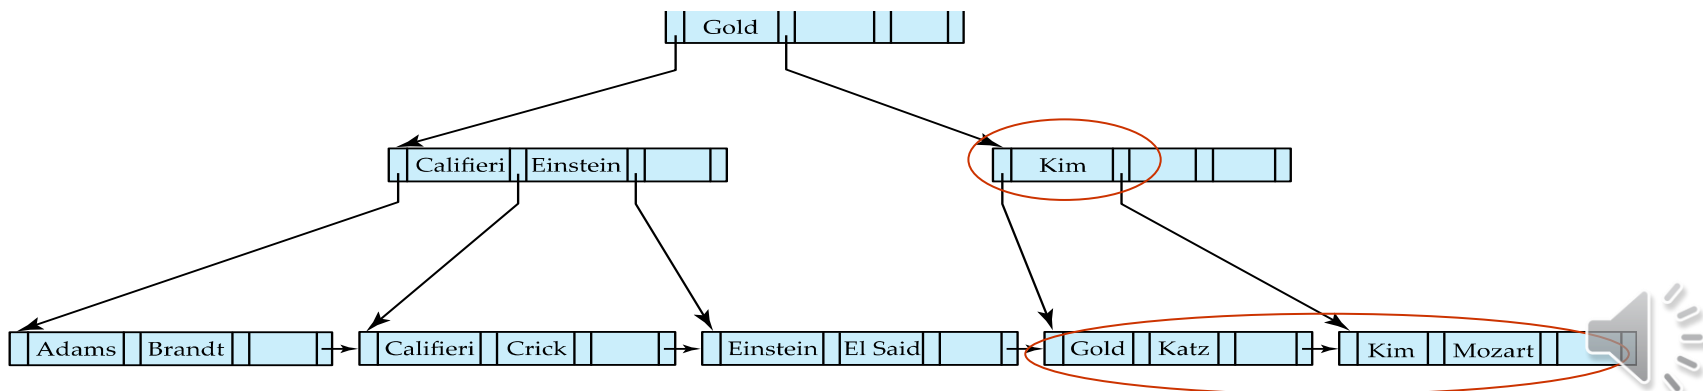 Gold
Califieri Einstein Kim
Adams Brandt Califieri Crick Einstein El Said Gold Katz Kim Mozart